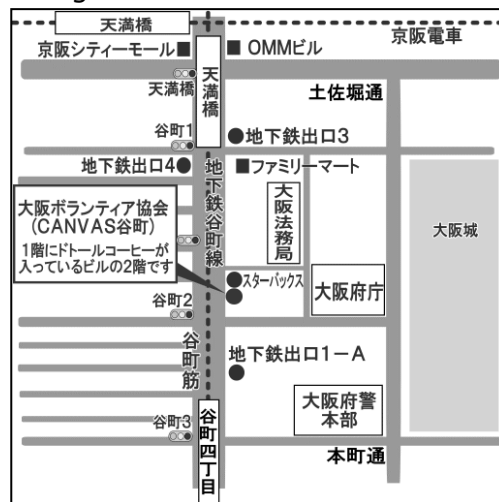 天満橋
京阪電車
京阪シティーモール■
■ OMMビル
天満橋
天満橋
土佐堀通
谷町1
●地下鉄出口3
地下鉄出口4●
■ファミリーマート
地下鉄谷町線
大阪法務局
大阪城
大阪ボランティア協会
(CANVAS谷町)
1階にドトールコーヒーが
入っているビルの2階です
●スターバックス
大阪府庁
谷町2
谷町筋
地下鉄出口1-A
大阪府警
本部
谷町3
谷町四丁目
本町通